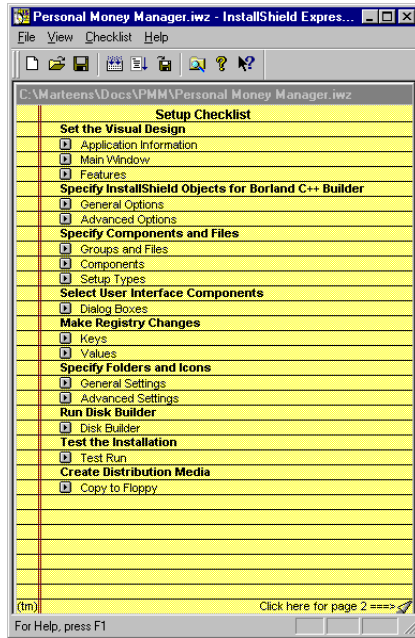 Personal Money Manager.iwz - InstallShield Expres...
File View Checklist Help
C:\Marteens\Docs\PMM\Personal Money Manager.iwz
Setup Checklist
Set the Visual Design
Application Information
Main Window
Features
Specify InstallShield Objects for Borland C++ Builder
General Options
Advanced Options
Specify Components and Files
Groups and Files
Components
Setup Types
Select User Interface Components
Dialog Boxes
Make Registry Changes
Keys
Values
Specify Folders and Icons
General Settings
Advanced Settings
Run Disk Builder
Disk Builder
Test the Installation
Test Run
Create Distribution Media
Copy to Floppy
(tm) Click here for page 2 ===>
For Help, press F1